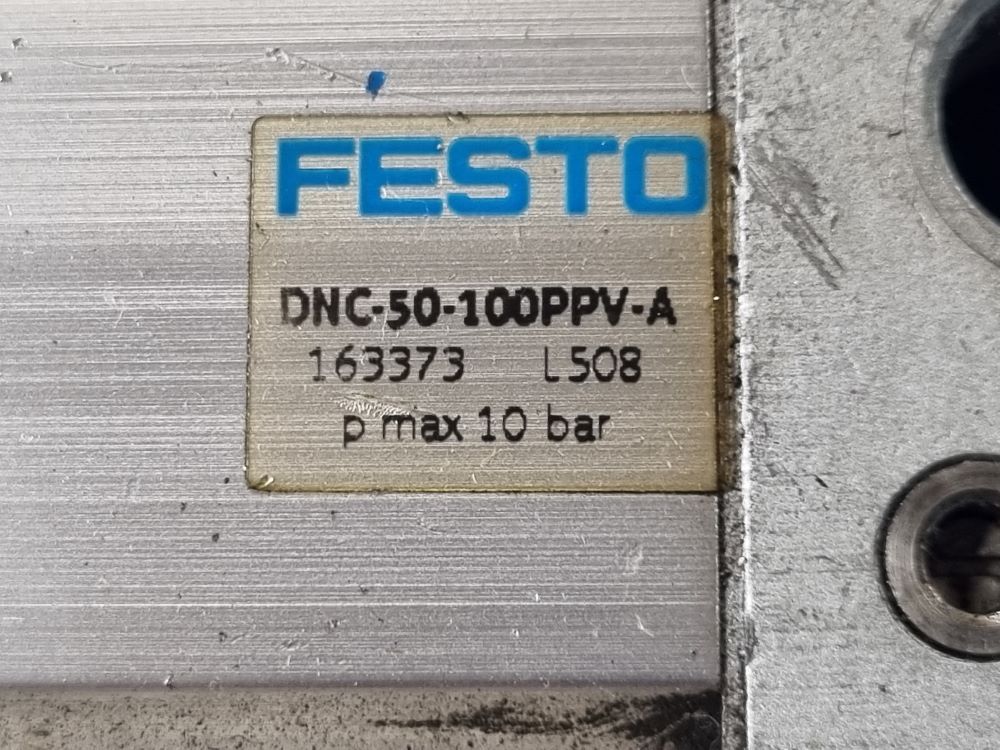 FESTO
DNC-50-100PPV-A
163373 L508
p max 10 bar